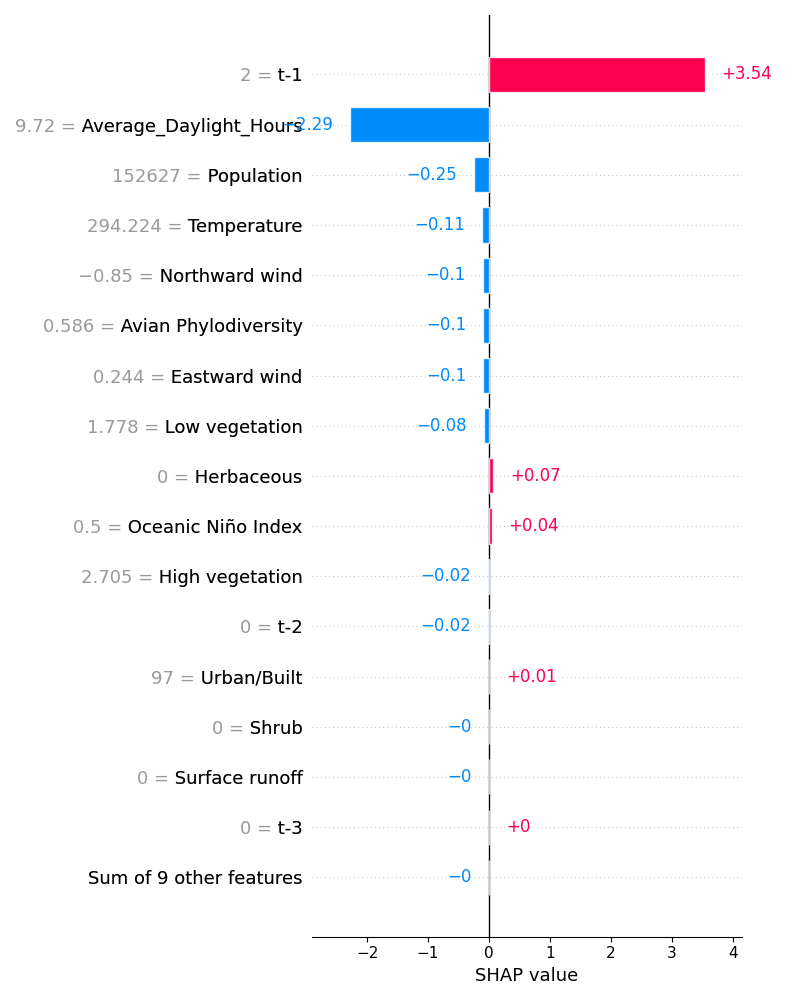 2 = t-1 +3.54
9.72 = Average_Daylight_Hours −2.29
152627 = Population −0.25
294.224 = Temperature −0.11
−0.85 = Northward wind −0.1
0.586 = Avian Phylodiversity −0.1
0.244 = Eastward wind −0.1
1.778 = Low vegetation −0.08
0 = Herbaceous +0.07
0.5 = Oceanic Niño Index +0.04
2.705 = High vegetation −0.02
0 = t-2 −0.02
97 = Urban/Built +0.01
0 = Shrub −0
0 = Surface runoff −0
0 = t-3 +0
Sum of 9 other features −0
−2 −1 0 1 2 3 4
SHAP value